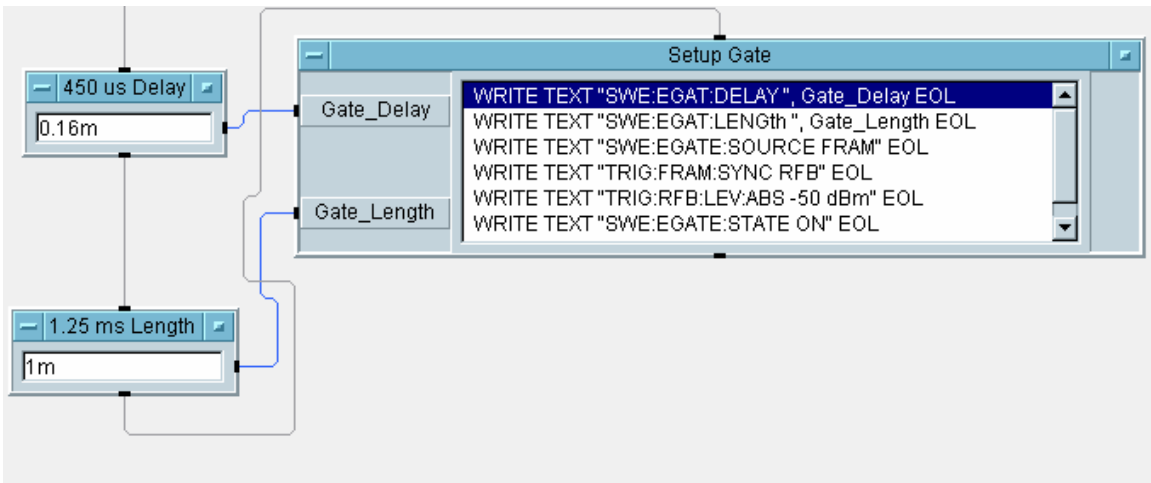 Setup Gate
450 us Delay
0.16m
Gate_Delay
Gate_Length
WRITE TEXT "SWE:EGAT:DELAY ", Gate_Delay EOL
WRITE TEXT "SWE:EGAT:LENGth ", Gate_Length EOL
WRITE TEXT "SWE:EGATE:SOURCE FRAM" EOL
WRITE TEXT "TRIG:FRAM:SYNC RFB" EOL
WRITE TEXT "TRIG:RFB:LEV:ABS -50 dBm" EOL
WRITE TEXT "SWE:EGATE:STATE ON" EOL
1.25 ms Length
1m